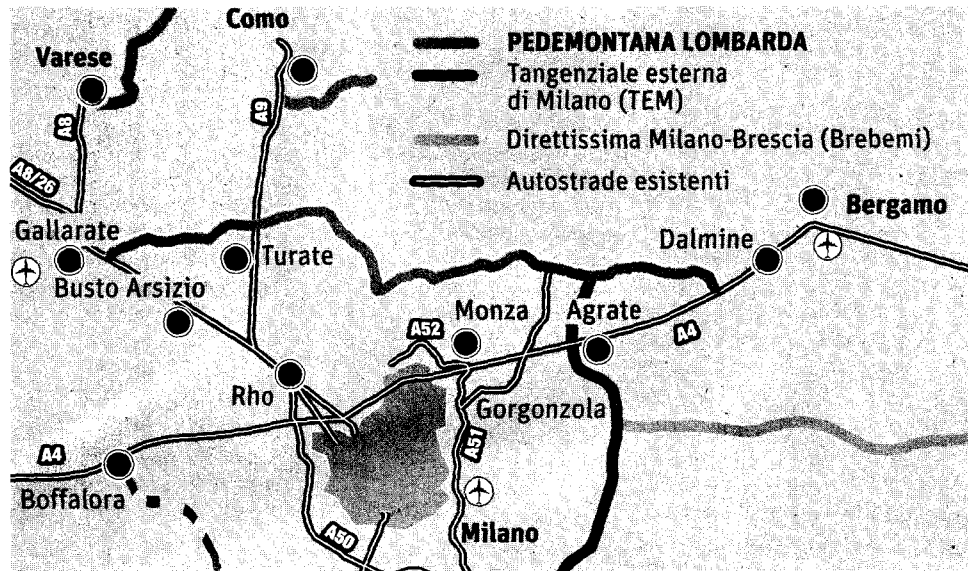 Como
Varese
PEDEMONTANA LOMBARDA
Tangenziale esterna
di Milano (TEM)
Direttissima Milano-Brescia (Brebemi)
Autostrade esistenti
A8
A9
A8/26
Bergamo
Gallarate
Dalmine
Turate
Busto Arsizio
Monza
Agrate
A52
A4
Rho
Gorgonzola
A4
A51
Boffalora
Milano
A50